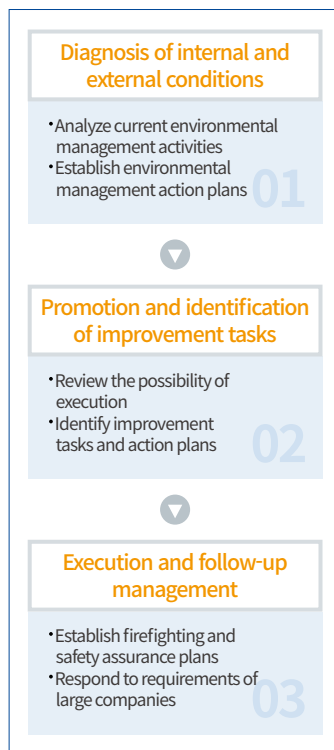 Diagnosis of internal and
external conditions
•Analyze current environmental
management activities
•Establish environmental
management action plans
01
Promotion and identification
of improvement tasks
•Review the possibility of
execution
•Identify improvement
tasks and action plans
02
Execution and follow-up
management
•Establish firefighting and
safety assurance plans
•Respond to requirements of
large companies
03